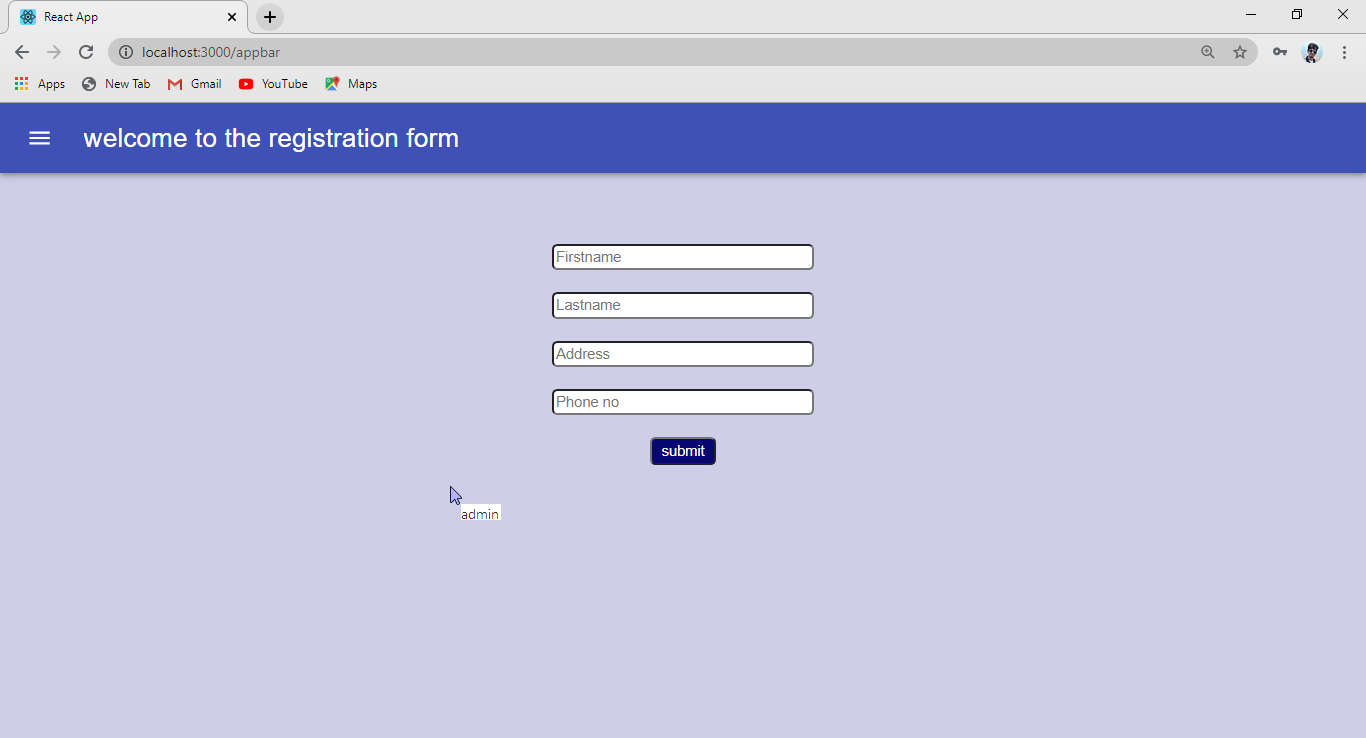 React App
localhost:3000/appbar
Apps New Tab Gmail YouTube Maps
welcome to the registration form
Firstname
Lastname
Address
Phone no
submit
admin